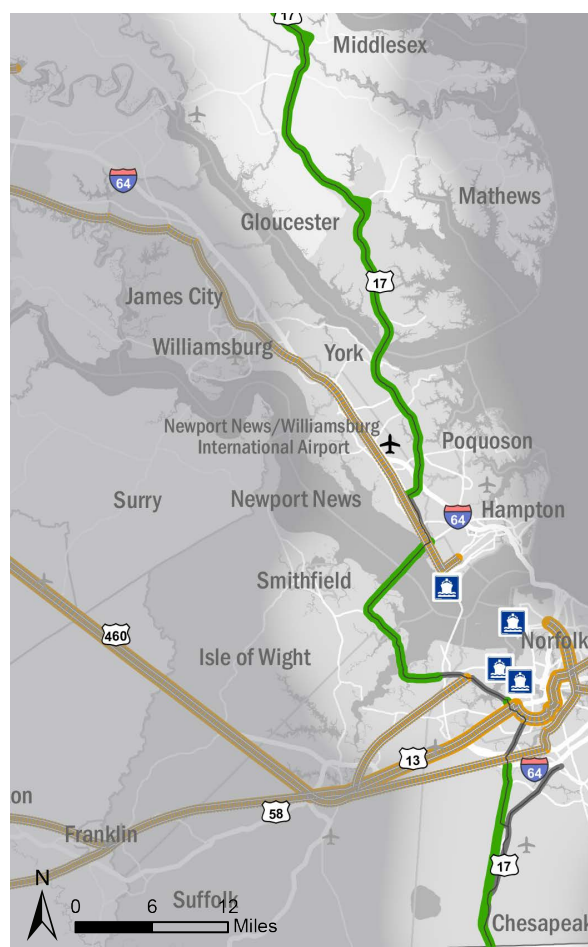 17
Middlesex
64
Mathews
Gloucester
17
James City
Williamsburg
York
Newport News/Williamsburg
International Airport
Poquoson
Surry
Newport News
64
Hampton
Smithfield
460
Norfolk
Isle of Wight
13
64
on
58
Franklin
17
N
Suffolk
0 6 12
Miles
Chesapeak